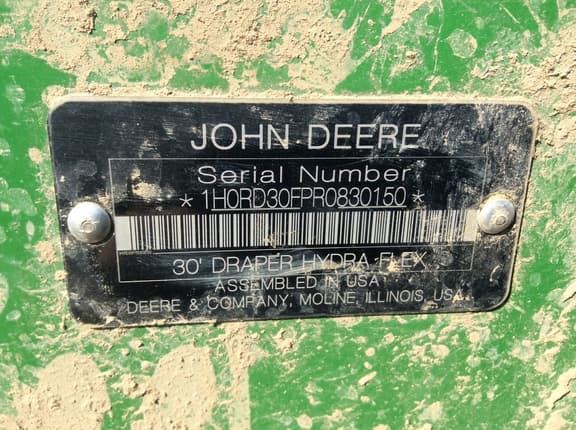 JOHN DEERE
Serial Number
* 1H0RD30FPR0830150 *
30' DRAPER HYDRA FLEX
ASSEMBLED IN USA
DEERE & COMPANY, MOLINE, ILLINOIS, USA